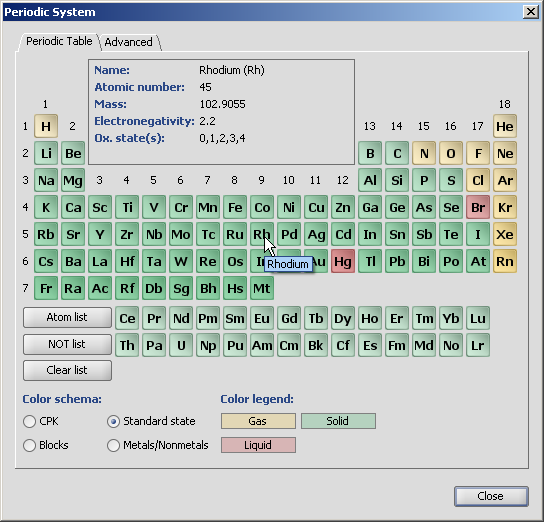 Periodic System
Periodic Table Advanced
Name: Rhodium (Rh)
Atomic number: 45
Mass: 102.9055
Electronegativity: 2.2
Ox. state(s): 0,1,2,3,4
1 18
1 H 2 13 14 15 16 17 He
2 Li Be B C N O F Ne
3 Na Mg 3 4 5 6 7 8 9 10 11 12 Al Si P S Cl Ar
4 K Ca Sc Ti V Cr Mn Fe Co Ni Cu Zn Ga Ge As Se Br Kr
5 Rb Sr Y Zr Nb Mo Tc Ru Rh Pd Ag Cd In Sn Sb Te I Xe
6 Cs Ba La Hf Ta W Re Os Au Hg Tl Pb Bi Po At Rn
Rhodium
7 Fr Ra Ac Rf Db Sg Bh Hs Mt
Atom list Ce Pr Nd Pm Sm Eu Gd Tb Dy Ho Er Tm Yb Lu
NOT list Th Pa U Np Pu Am Cm Bk Cf Es Fm Md No Lr
Clear list
Color schema: Color legend:
CPK Standard state Gas Solid
Blocks Metals/Nonmetals Liquid
Close